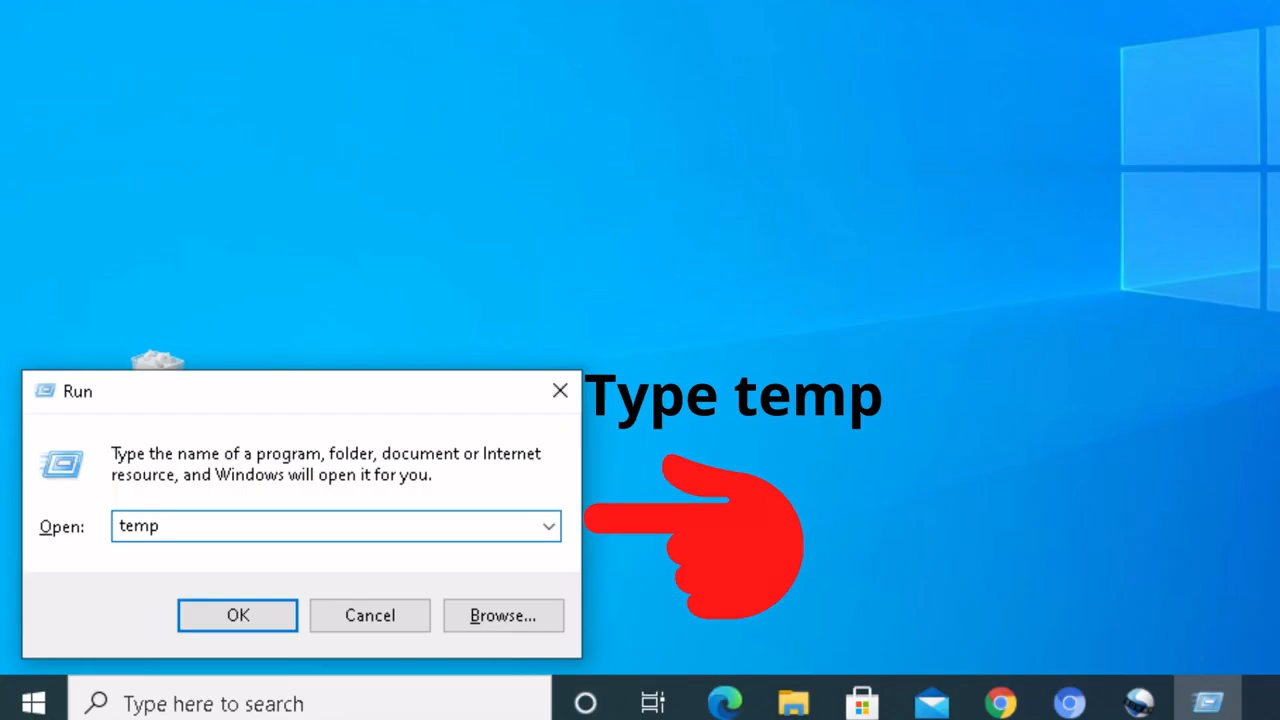 Run
Type temp
Type the name of a program, folder, document or Internet
resource, and Windows will open it for you.
Open:
temp
OK
Cancel
Browse...
Type here to search